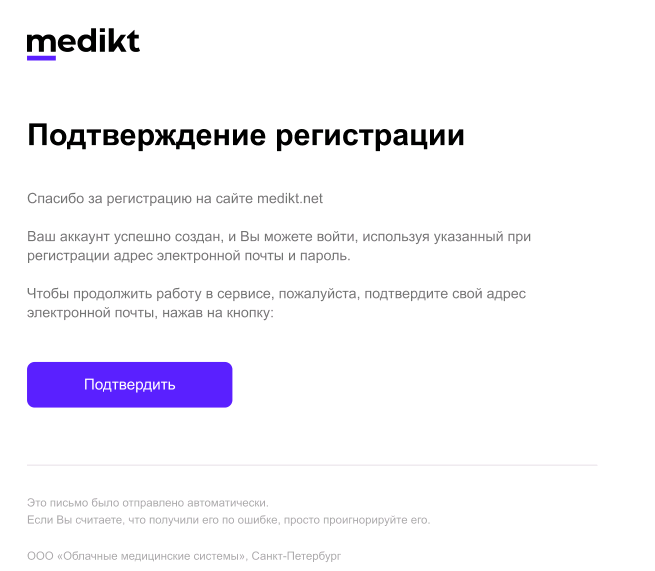 medikt
Подтверждение регистрации
Спасибо за регистрацию на сайте medikt.net
Ваш аккаунт успешно создан, и Вы можете войти, используя указанный при
регистрации адрес электронной почты и пароль.
Чтобы продолжить работу в сервисе, пожалуйста, подтвердите свой адрес
электронной почты, нажав на кнопку:
Подтвердить
Это письмо было отправлено автоматически.
Если Вы считаете, что получили его по ошибке, просто проигнорируйте его.
ООО «Облачные медицинские системы», Санкт-Петербург